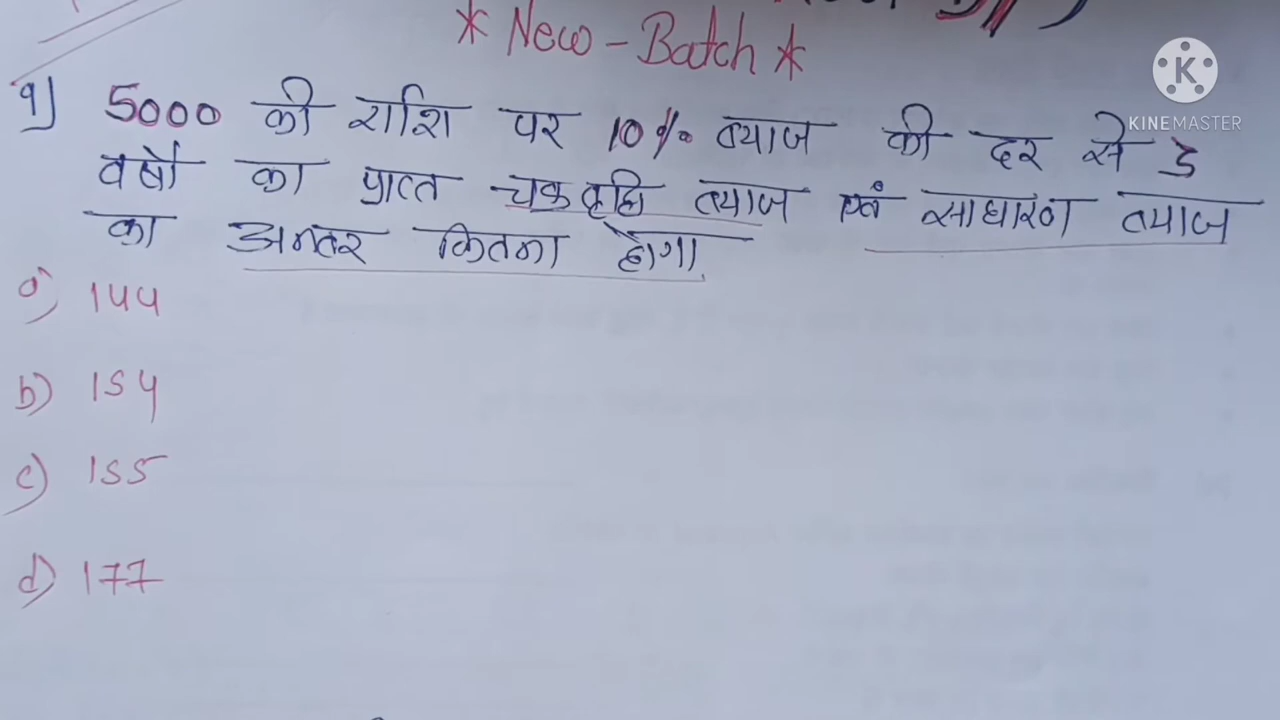 * New - Batch *
KINEMASTER
9) 5000 की राशि पर 10% ब्याज की दर से 3
वर्षो का प्राप्त चक्रवृद्धि ब्याज एवं साधारण ब्याज
का अन्तर कितना होगा
a) 144
b) 154
c) 155
d) 177